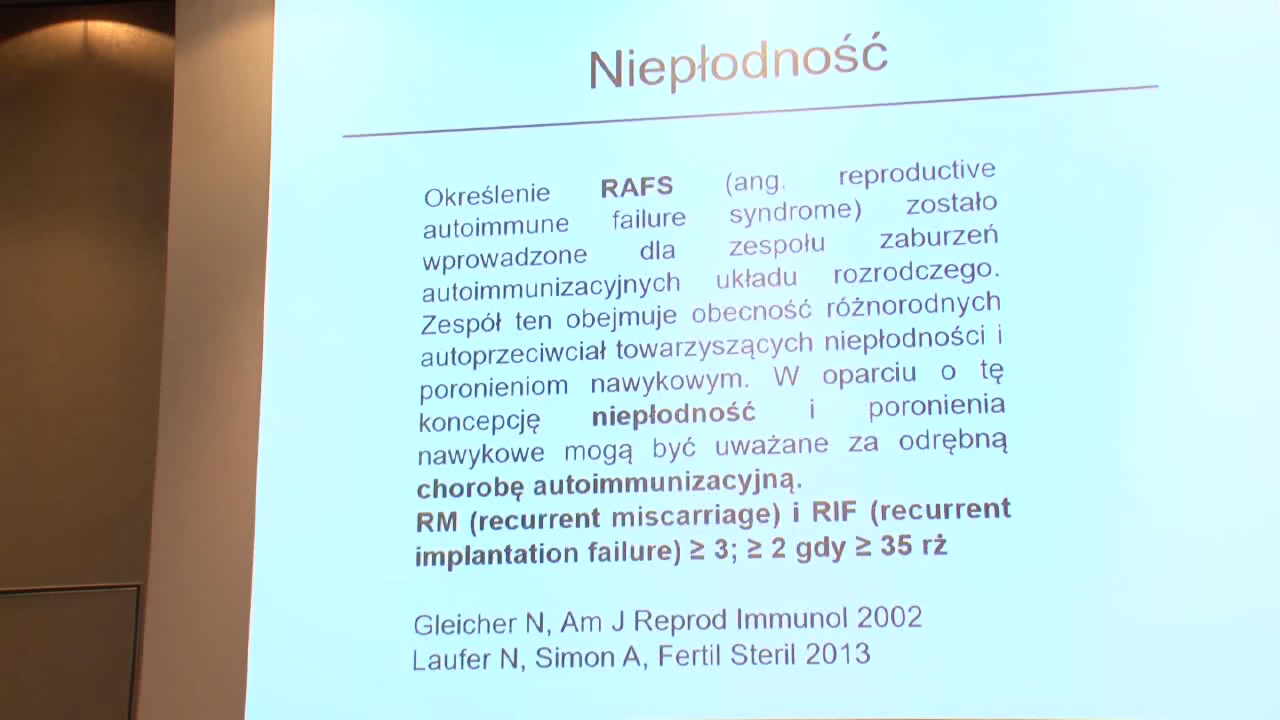 Niepłodność
Określenie RAFS (ang. reproductive
autoimmune failure syndrome) zostało
wprowadzone dla zespołu zaburzeń
autoimmunizacyjnych układu rozrodczego.
Zespół ten obejmuje obecność różnorodnych
autoprzeciwciał towarzyszących niepłodności i
poronieniom nawykowym. W oparciu o tę
koncepcję niepłodność i poronienia
nawykowe mogą być uważane za odrębną
chorobę autoimmunizacyjną.
RM (recurrent miscarriage) i RIF (recurrent
implantation failure) ≥ 3; ≥ 2 gdy ≥ 35 rż
Gleicher N, Am J Reprod Immunol 2002
Laufer N, Simon A, Fertil Steril 2013